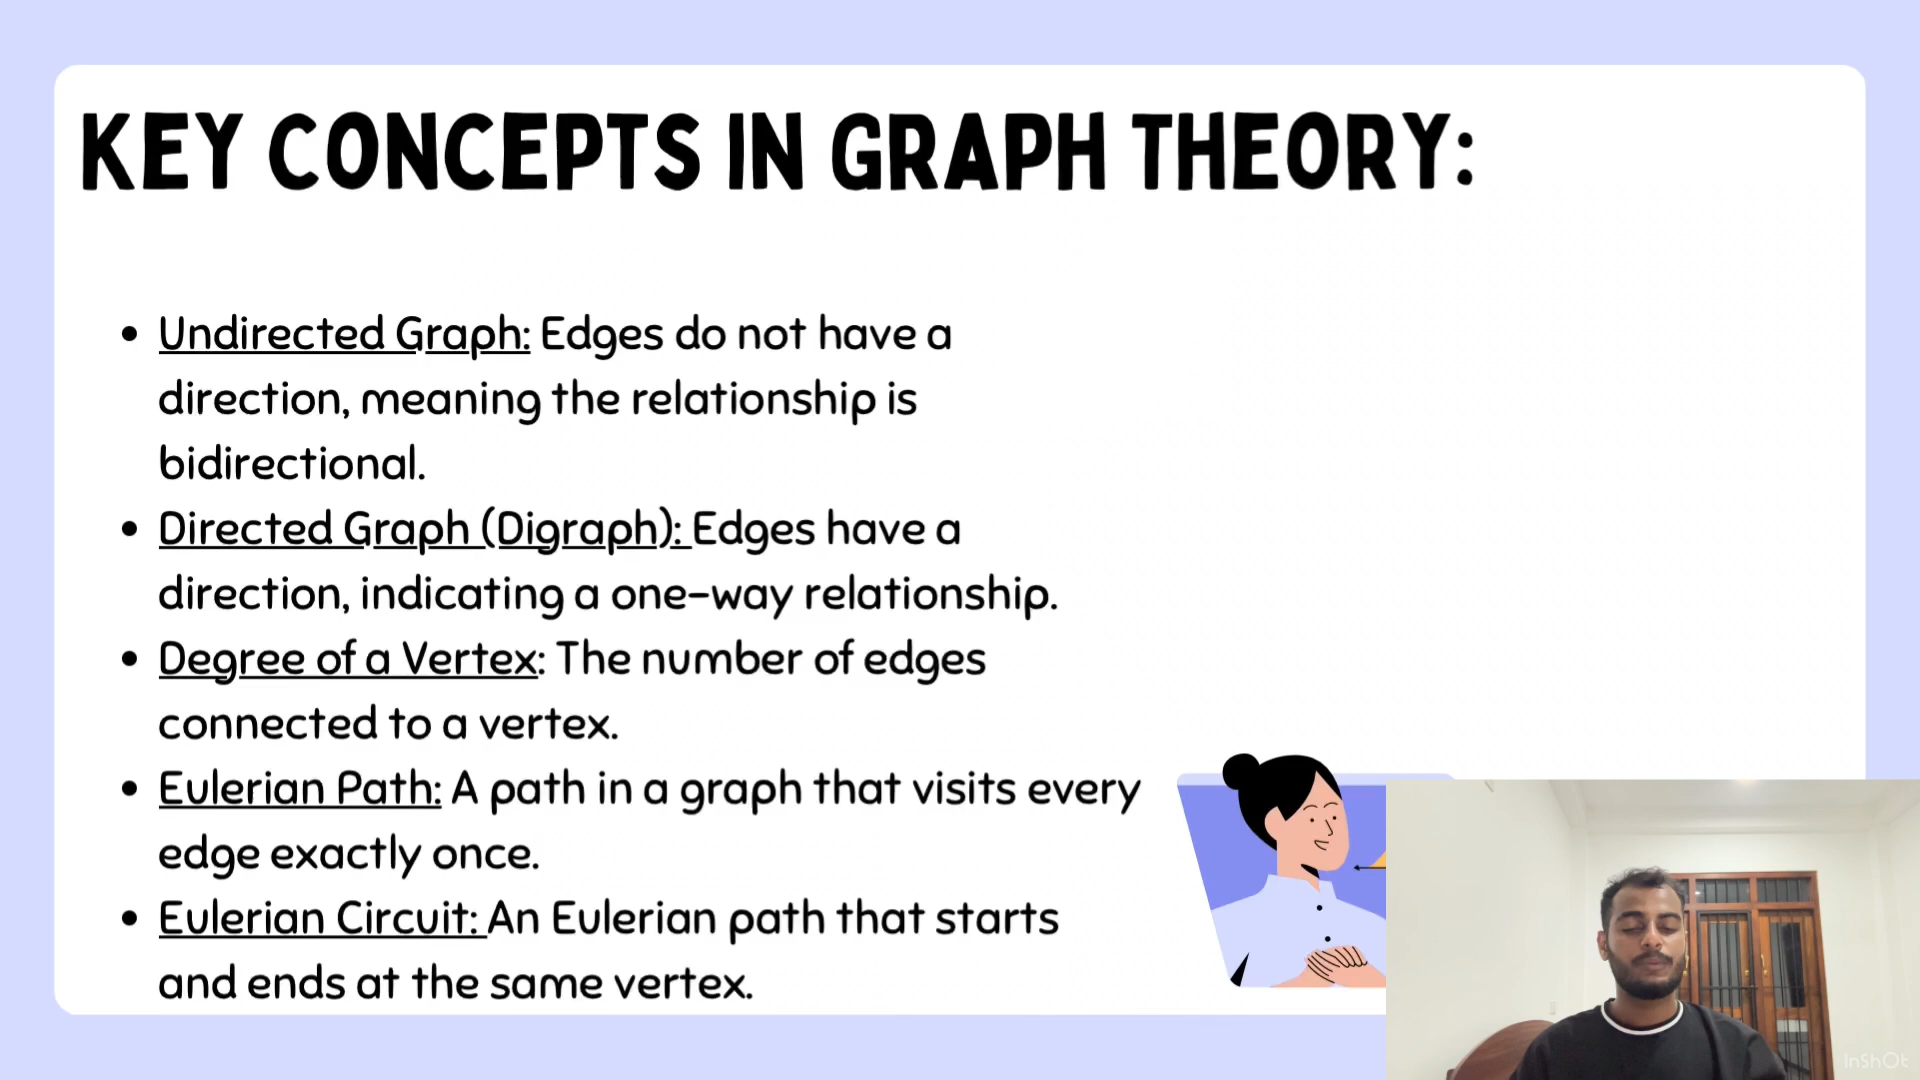 KEY CONCEPTS IN GRAPH THEORY:
• Undirected Graph: Edges do not have a
direction, meaning the relationship is
bidirectional.
• Directed Graph (Digraph): Edges have a
direction, indicating a one-way relationship.
• Degree of a Vertex: The number of edges
connected to a vertex.
• Eulerian Path: A path in a graph that visits every
edge exactly once.
• Eulerian Circuit: An Eulerian path that starts
and ends at the same vertex.
InShOt